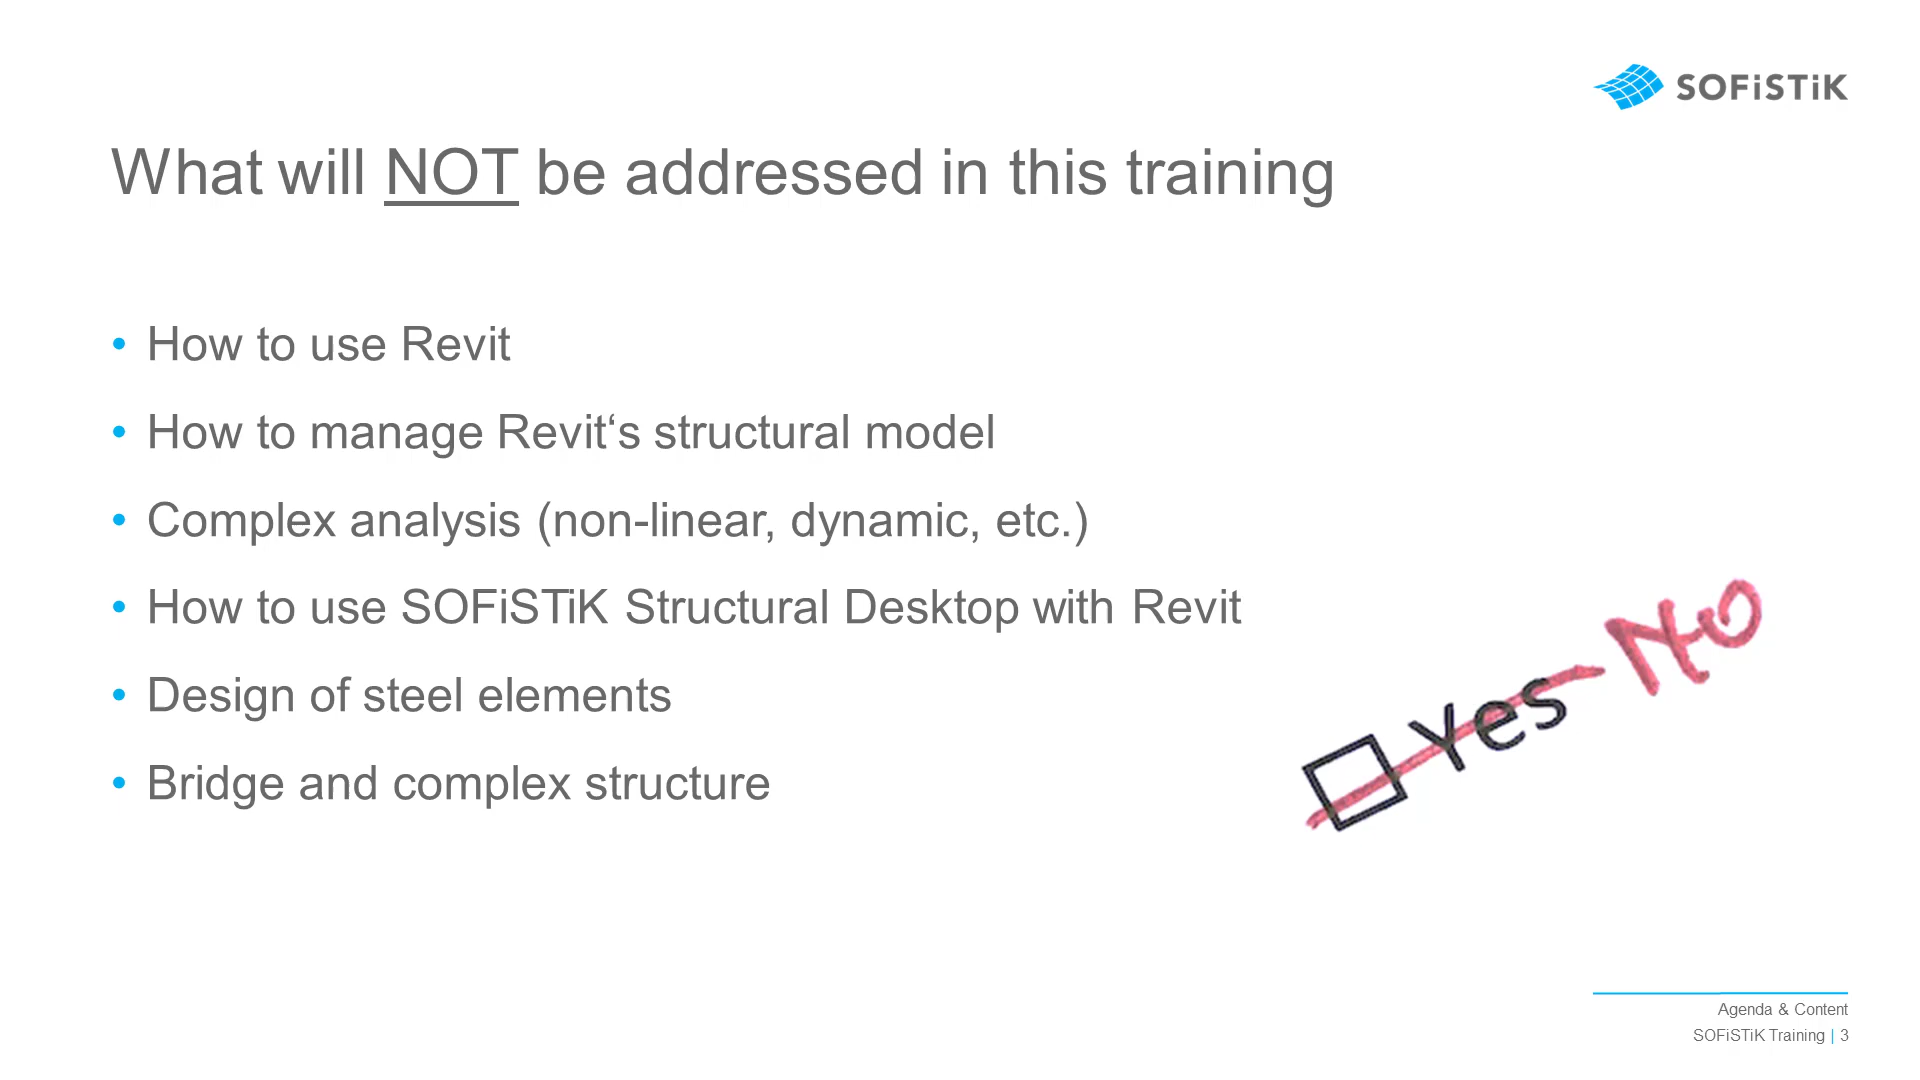 SOFiSTiK
What will NOT be addressed in this training
• How to use Revit
• How to manage Revit‘s structural model
• Complex analysis (non-linear, dynamic, etc.)
• How to use SOFiSTiK Structural Desktop with Revit
• Design of steel elements
• Bridge and complex structure
Yes No
Agenda & Content
SOFiSTiK Training | 3